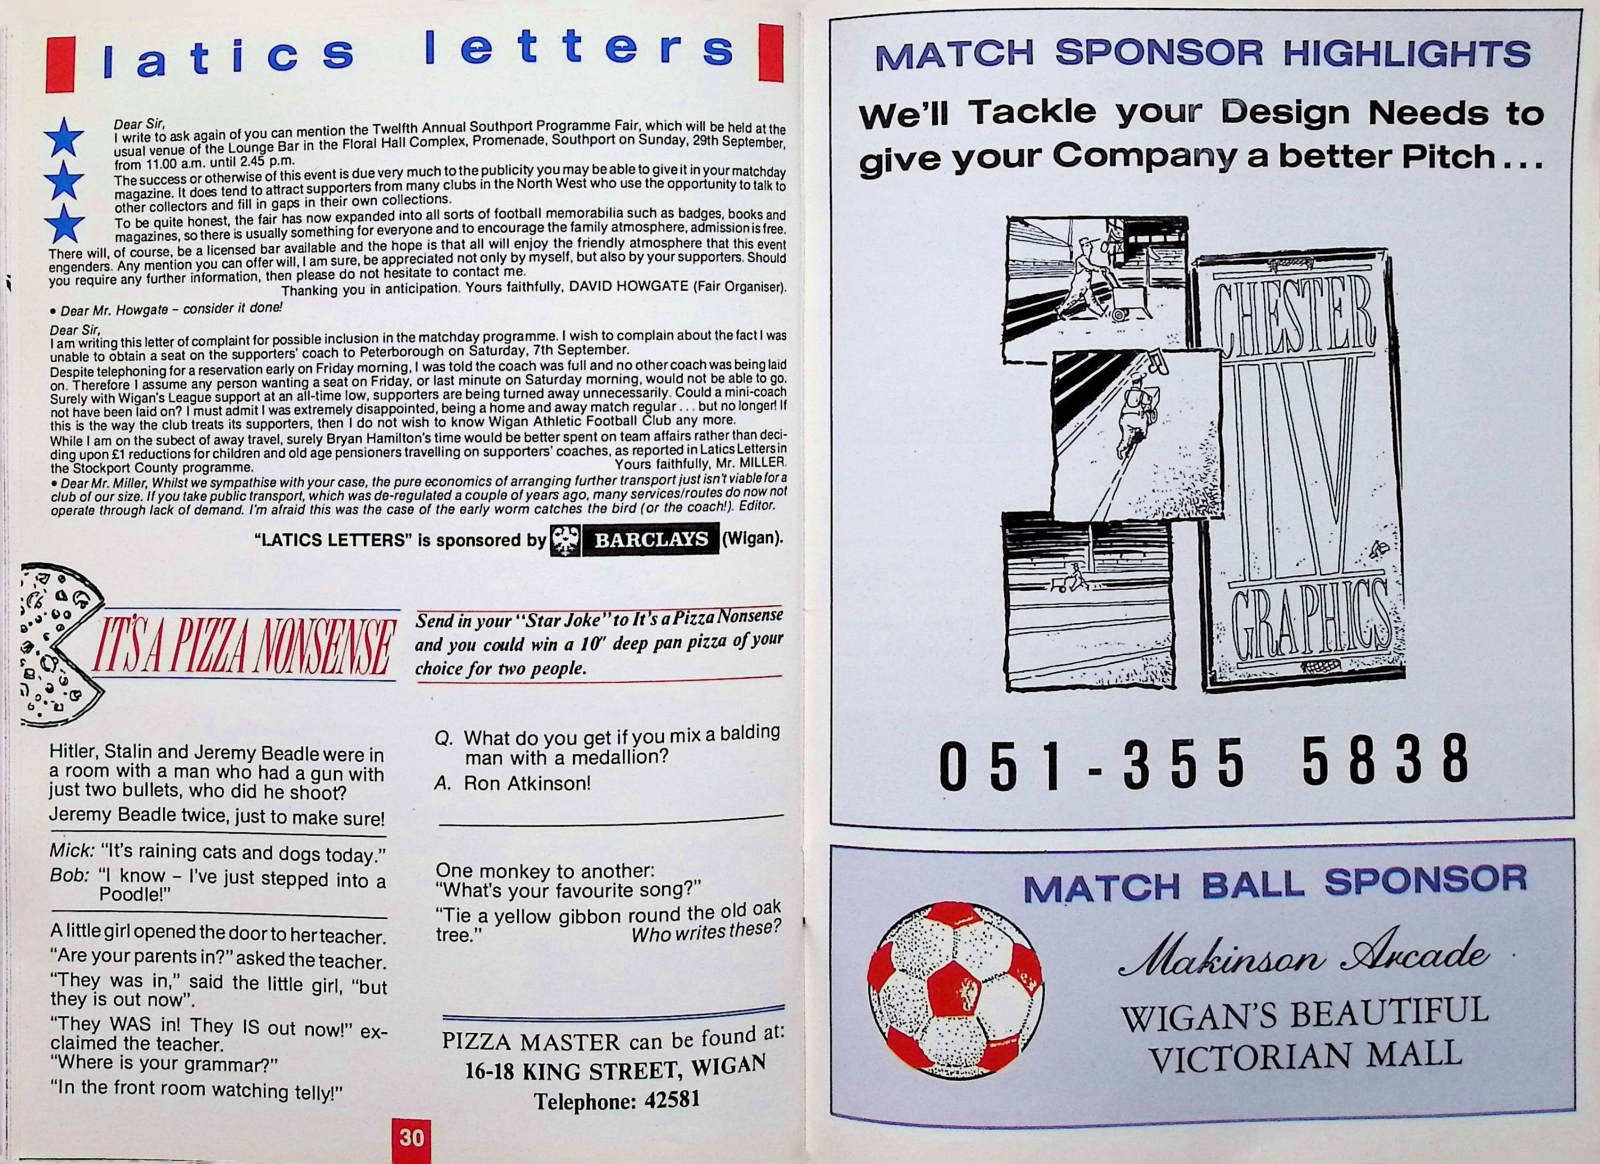 latics letters
Dear Sir,
I write to ask again of you can mention the Twelfth Annual Southport Programme Fair, which will be held at the
usual venue of the Lounge Bar in the Floral Hall Complex, Promenade, Southport on Sunday, 29th September,
from 11.00 a.m. until 2.45 p.m.
The success or otherwise of this event is due very much to the publicity you may be able to give it in your matchday
magazine. It does tend to attract supporters from many clubs in the North West who use the opportunity to talk to
other collectors and fill in gaps in their own collections.
To be quite honest, the fair has now expanded into all sorts of football memorabilia such as badges, books and
magazines, so there is usually something for everyone and to encourage the family atmosphere, admission is free.
There will, of course, be a licensed bar available and the hope is that all will enjoy the friendly atmosphere that this event
engenders. Any mention you can offer will, I am sure, be appreciated not only by myself, but also by your supporters. Should
you require any further information, then please do not hesitate to contact me.
Thanking you in anticipation. Yours faithfully, DAVID HOWGATE (Fair Organiser).
• Dear Mr. Howgate – consider it done!
Dear Sir,
I am writing this letter of complaint for possible inclusion in the matchday programme. I wish to complain about the fact I was
unable to obtain a seat on the supporters' coach to Peterborough on Saturday, 7th September.
Despite telephoning for a reservation early on Friday morning, I was told the coach was full and no other coach was being laid
on. Therefore I assume any person wanting a seat on Friday, or last minute on Saturday morning, would not be able to go.
Surely with Wigan's League support at an all-time low, supporters are being turned away unnecessarily. Could a mini-coach
not have been laid on? I must admit I was extremely disappointed, being a home and away match regular . . . but no longer! If
this is the way the club treats its supporters, then I do not wish to know Wigan Athletic Football Club any more.
While I am on the subect of away travel, surely Bryan Hamilton's time would be better spent on team affairs rather than deci-
ding upon £1 reductions for children and old age pensioners travelling on supporters' coaches, as reported in Latics Letters in
the Stockport County programme. Yours faithfully, Mr. MILLER.
• Dear Mr. Miller, Whilst we sympathise with your case, the pure economics of arranging further transport just isn't viable for a
club of our size. If you take public transport, which was de-regulated a couple of years ago, many services/routes do now not
operate through lack of demand. I'm afraid this was the case of the early worm catches the bird (or the coach!). Editor.
"LATICS LETTERS" is sponsored by BARCLAYS (Wigan).
IT'S A PIZZA NONSENSE
Send in your "Star Joke" to It's a Pizza Nonsense
and you could win a 10" deep pan pizza of your
choice for two people.
Hitler, Stalin and Jeremy Beadle were in
a room with a man who had a gun with
just two bullets, who did he shoot?
Jeremy Beadle twice, just to make sure!
Mick: "It's raining cats and dogs today."
Bob: "I know – I've just stepped into a
Poodle!"
A little girl opened the door to her teacher.
"Are your parents in?" asked the teacher.
"They was in," said the little girl, "but
they is out now".
"They WAS in! They IS out now!" ex-
claimed the teacher.
"Where is your grammar?"
"In the front room watching telly!"
Q. What do you get if you mix a balding
man with a medallion?
A. Ron Atkinson!
One monkey to another:
"What's your favourite song?"
"Tie a yellow gibbon round the old oak
tree." Who writes these?
PIZZA MASTER can be found at:
16-18 KING STREET, WIGAN
Telephone: 42581
30
MATCH SPONSOR HIGHLIGHTS
We'll Tackle your Design Needs to
give your Company a better Pitch...
CHESTER
IN
GRAPHICS
051-355 5838
MATCH BALL SPONSOR
Makinson Arcade
WIGAN'S BEAUTIFUL
VICTORIAN MALL